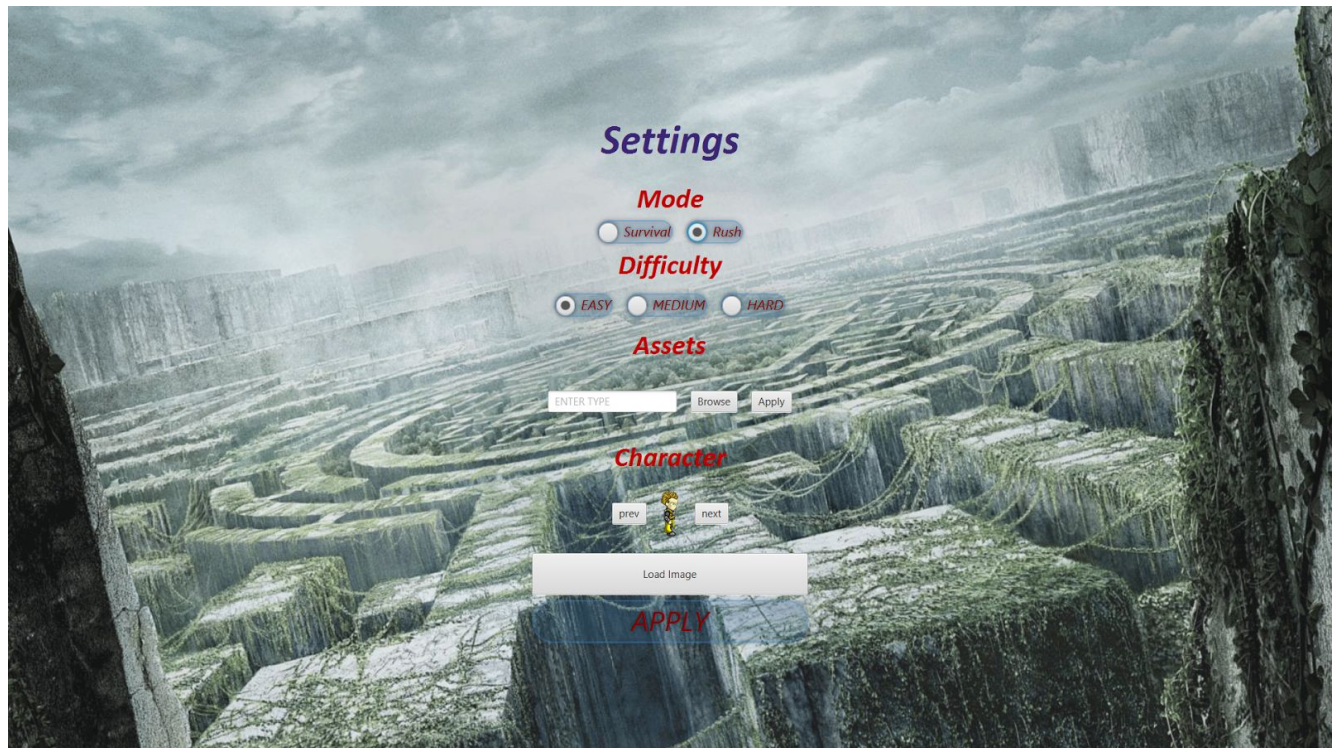 Settings
Mode
Survival Rush
Difficulty
EASY MEDIUM HARD
Assets
ENTER TYPE Browse Apply
Character
prev next
Load Image
APPLY